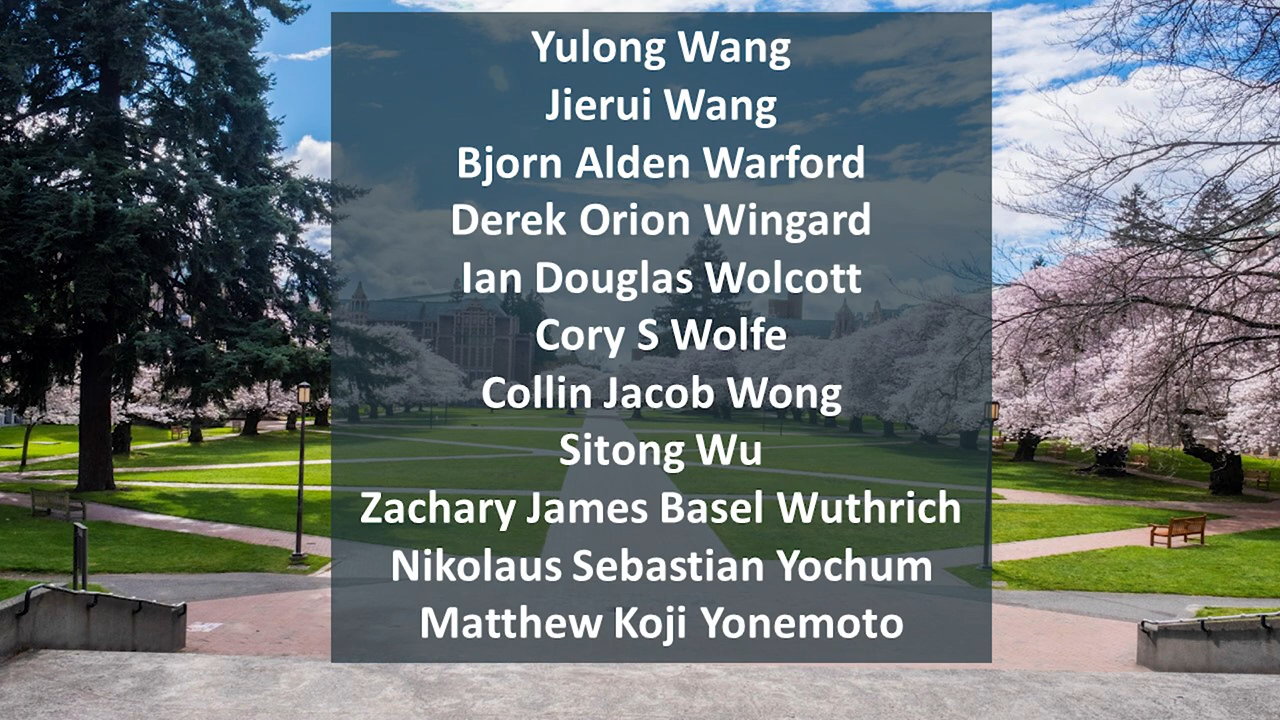 Yulong Wang
Jierui Wang
Bjorn Alden Warford
Derek Orion Wingard
Ian Douglas Wolcott
Cory S Wolfe
Collin Jacob Wong
Sitong Wu
Zachary James Basel Wuthrich
Nikolaus Sebastian Yochum
Matthew Koji Yonemoto